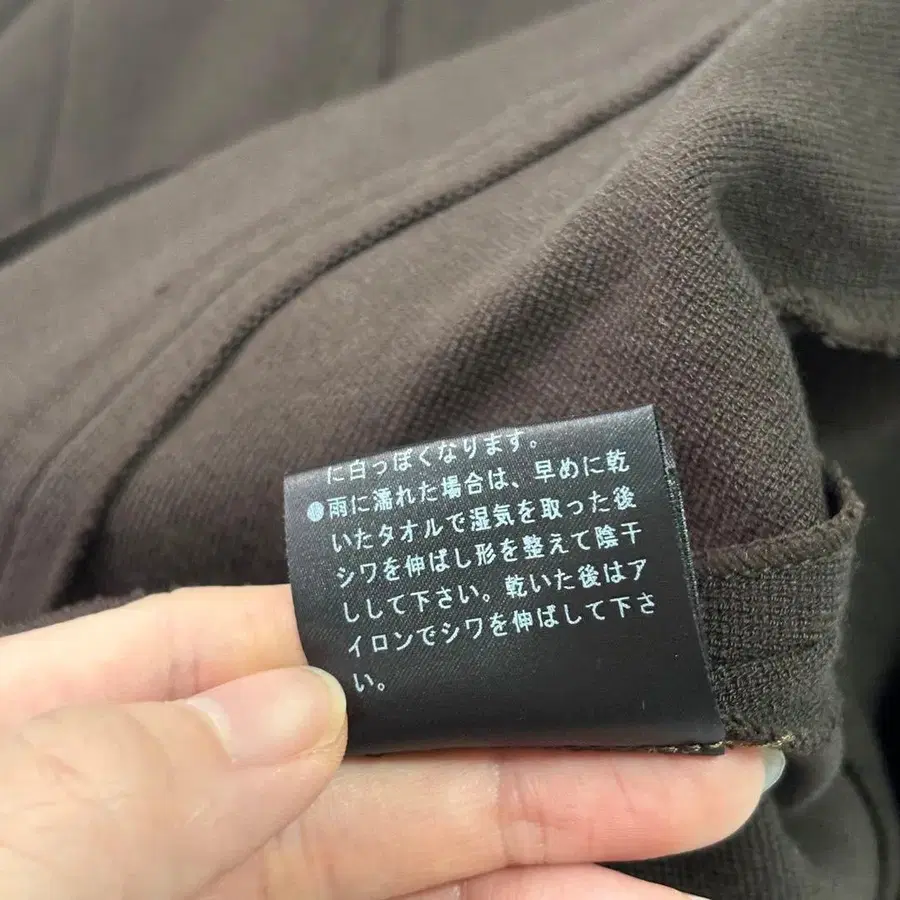 に白っぽくなります。
●雨に濡れた場合は、早めに乾
いたタオルで湿気を取った後
シワを伸ばし形を整えて陰干
しして下さい。乾いた後はア
イロンでシワを伸ばして下さ
い。